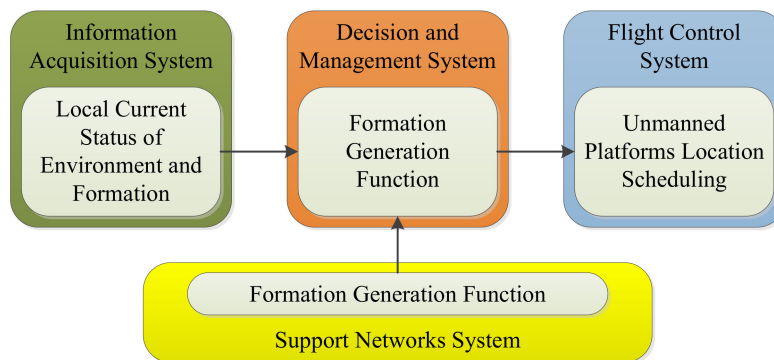 Information
Acquisition System
Local Current
Status of
Environment and
Formation
Decision and
Management System
Formation
Generation
Function
Flight Control
System
Unmanned
Platforms Location
Scheduling
Formation Generation Function
Support Networks System